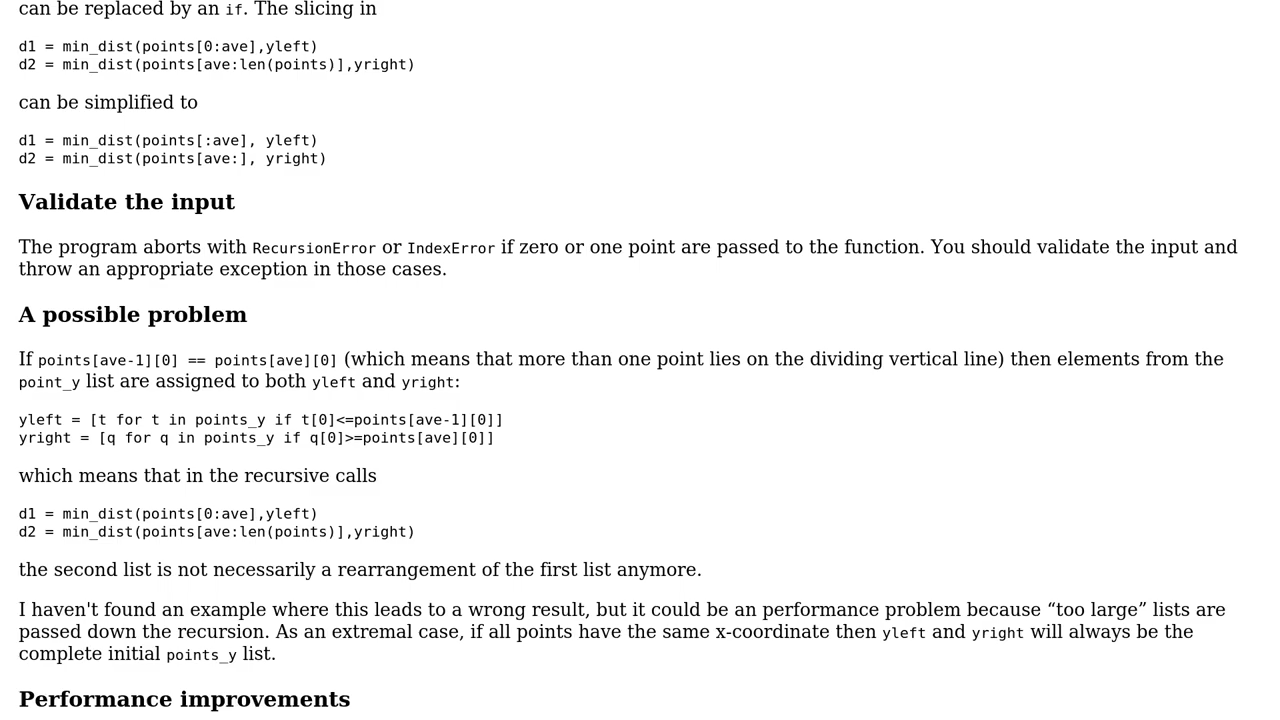 can be replaced by an if. The slicing in
d1 = min_dist(points[0:ave],yleft)
d2 = min_dist(points[ave:len(points)],yright)
can be simplified to
d1 = min_dist(points[:ave], yleft)
d2 = min_dist(points[ave:], yright)
Validate the input
The program aborts with RecursionError or IndexError if zero or one point are passed to the function. You should validate the input and
throw an appropriate exception in those cases.
A possible problem
If points[ave-1][0] == points[ave][0] (which means that more than one point lies on the dividing vertical line) then elements from the
point_y list are assigned to both yleft and yright:
yleft = [t for t in points_y if t[0]<=points[ave-1][0]]
yright = [q for q in points_y if q[0]>=points[ave][0]]
which means that in the recursive calls
d1 = min_dist(points[0:ave],yleft)
d2 = min_dist(points[ave:len(points)],yright)
the second list is not necessarily a rearrangement of the first list anymore.
I haven't found an example where this leads to a wrong result, but it could be an performance problem because “too large” lists are
passed down the recursion. As an extremal case, if all points have the same x-coordinate then yleft and yright will always be the
complete initial points_y list.
Performance improvements